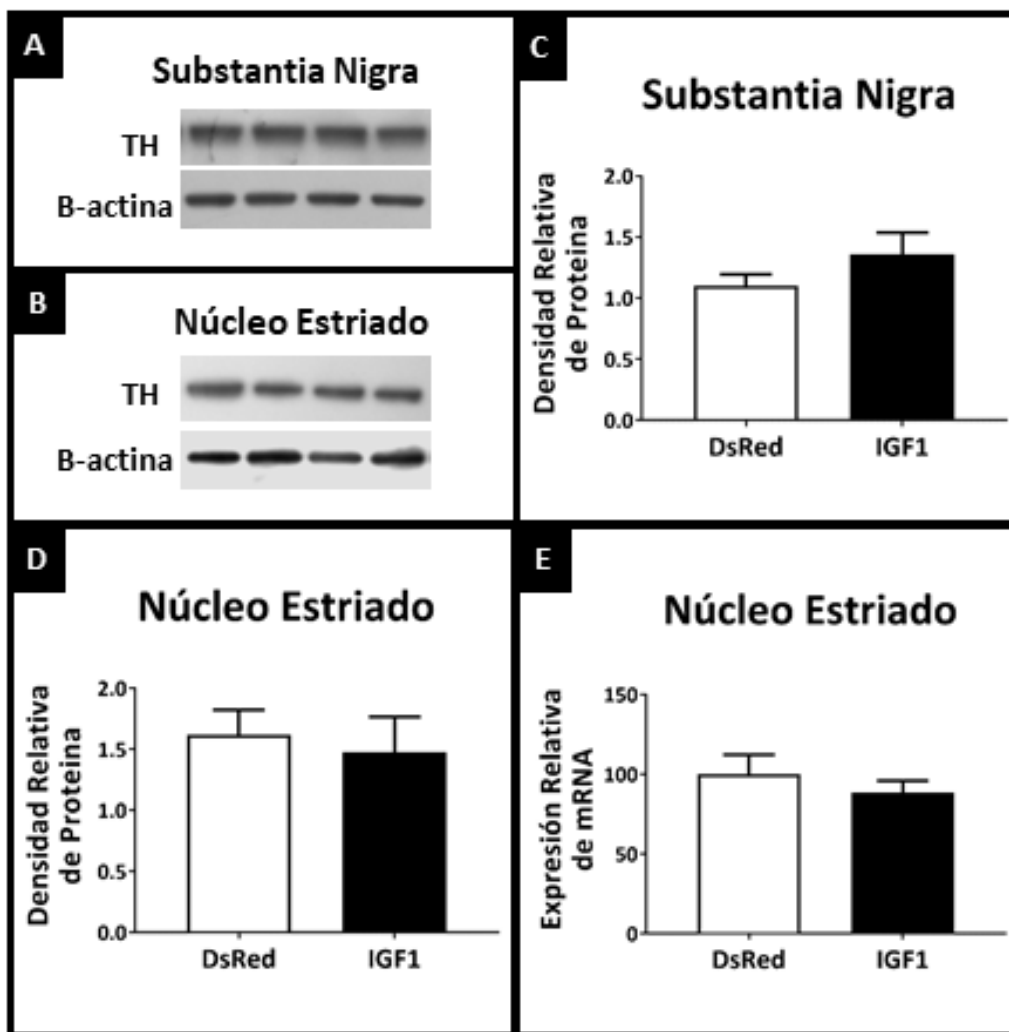 A
Substantia Nigra
TH
B-actina
B
Núcleo Estriado
TH
B-actina
C
Substantia Nigra
Densidad Relativa
de Proteina
2.0
1.5
1.0
0.5
0.0
DsRed
IGF1
D
Núcleo Estriado
Densidad Relativa
de Proteina
2.0
1.5
1.0
0.5
0.0
DsRed
IGF1
E
Núcleo Estriado
Expresión Relativa
de mRNA
150
100
50
0
DsRed
IGF1